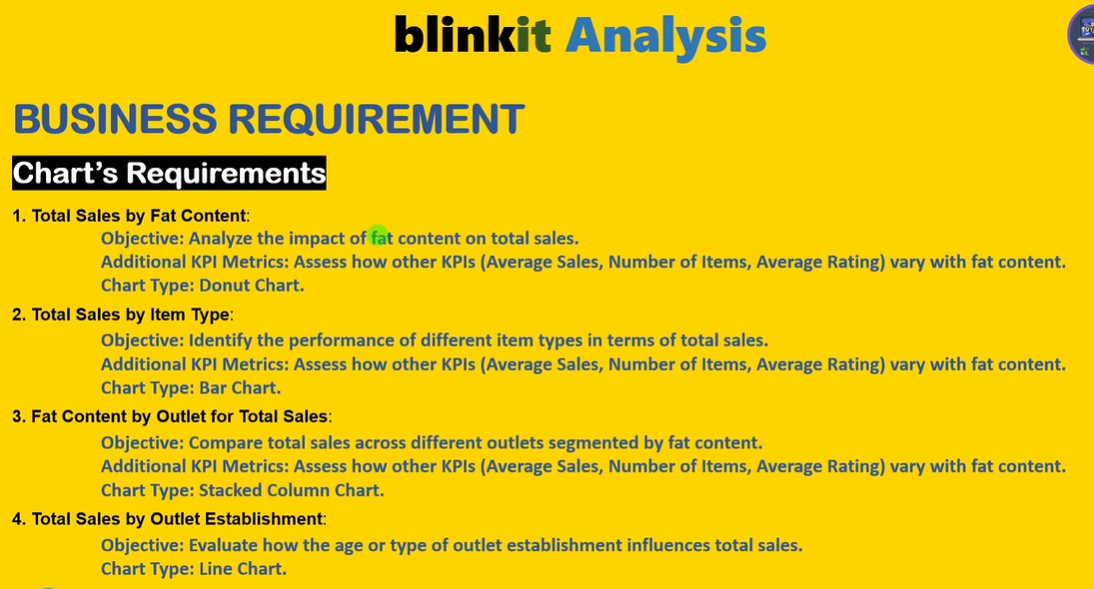 blinkit Analysis
BUSINESS REQUIREMENT
Chart’s Requirements
1. Total Sales by Fat Content:
Objective: Analyze the impact of fat content on total sales.
Additional KPI Metrics: Assess how other KPIs (Average Sales, Number of Items, Average Rating) vary with fat content.
Chart Type: Donut Chart.
2. Total Sales by Item Type:
Objective: Identify the performance of different item types in terms of total sales.
Additional KPI Metrics: Assess how other KPIs (Average Sales, Number of Items, Average Rating) vary with fat content.
Chart Type: Bar Chart.
3. Fat Content by Outlet for Total Sales:
Objective: Compare total sales across different outlets segmented by fat content.
Additional KPI Metrics: Assess how other KPIs (Average Sales, Number of Items, Average Rating) vary with fat content.
Chart Type: Stacked Column Chart.
4. Total Sales by Outlet Establishment:
Objective: Evaluate how the age or type of outlet establishment influences total sales.
Chart Type: Line Chart.